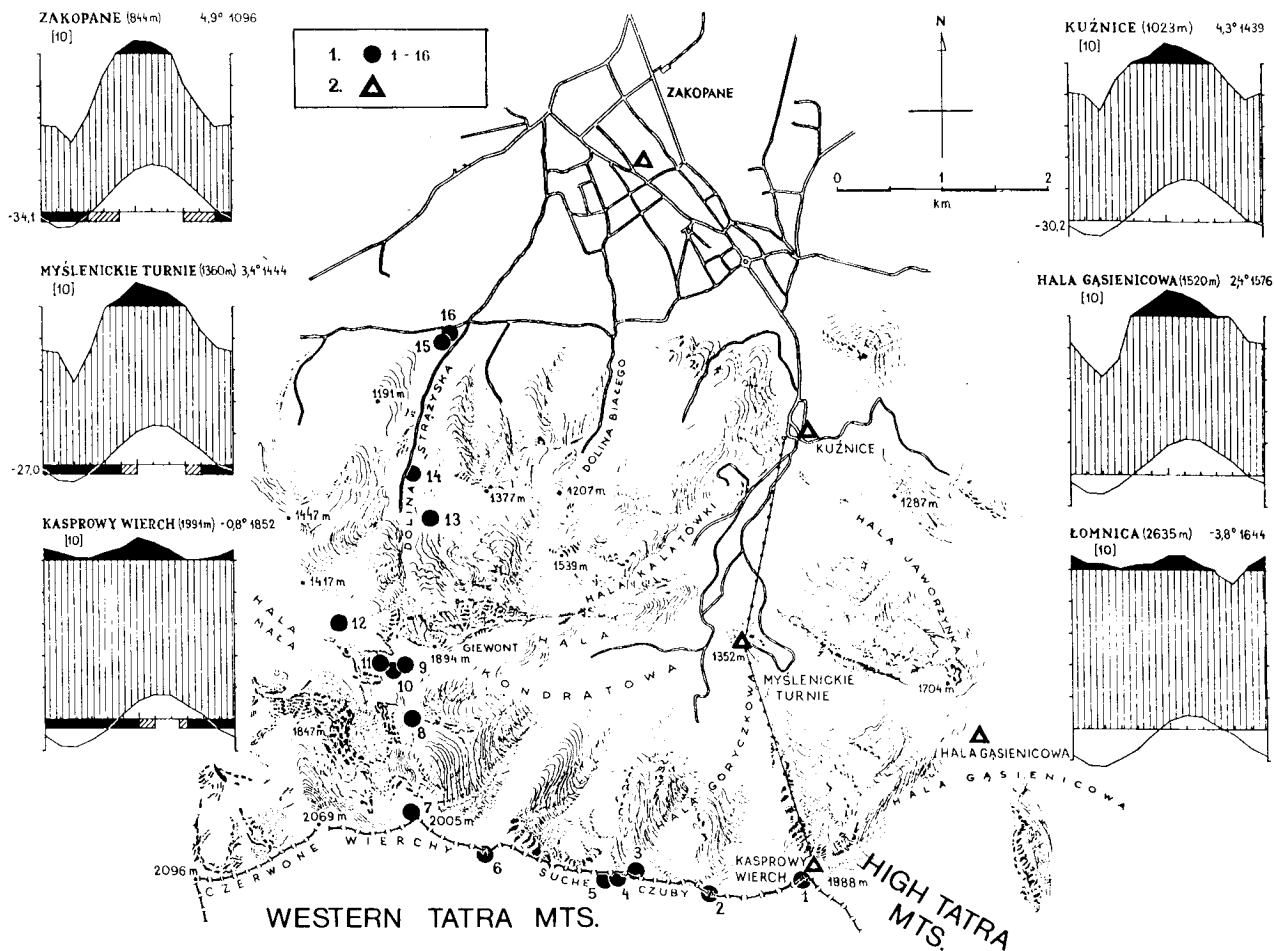 ZAKOPANE (844m) 4,9° 1096
[10]
-34,1
MYŚLENICKIE TURNIE (1360m) 3,4° 1444
[10]
-27,0
KASPROWY WIERCH (1991m) -0,8° 1852
[10]
1. 1-16
2.
ZAKOPANE
N
0 1 2
km
KUŹNICE (1023m) 4,3° 1439
[10]
-30,2
HALA GĄSIENICOWA (1520m) 2,4° 1576
[10]
ŁOMNICA (2635m) -3,8° 1644
[10]
16
15
1191 m
DOLINA STRĄŻYSKA
DOLINA BIAŁEGO
KUŹNICE
14
1377 m
1207 m
1287 m
1447 m
13
HALA KALATÓWKI
HALA JAWORZYNKA
1539 m
1417 m
HALA MAŁA
12
GIEWONT
1894 m
11
9
10
HALA KONDRATOWA
1352m
MYŚLENICKIE
TURNIE
1704 m
8
1847m
HALA GORYCZKOWA
HALA GĄSIENICOWA
HALA GĄSIENICOWA
7
2069 m
2005 m
CZERWONE WIERCHY
2096 m
6
SUCHE CZUBY
5
4
3
2
1
KASPROWY
WIERCH
1988 m
WESTERN TATRA MTS.
HIGH TATRA
MTS.